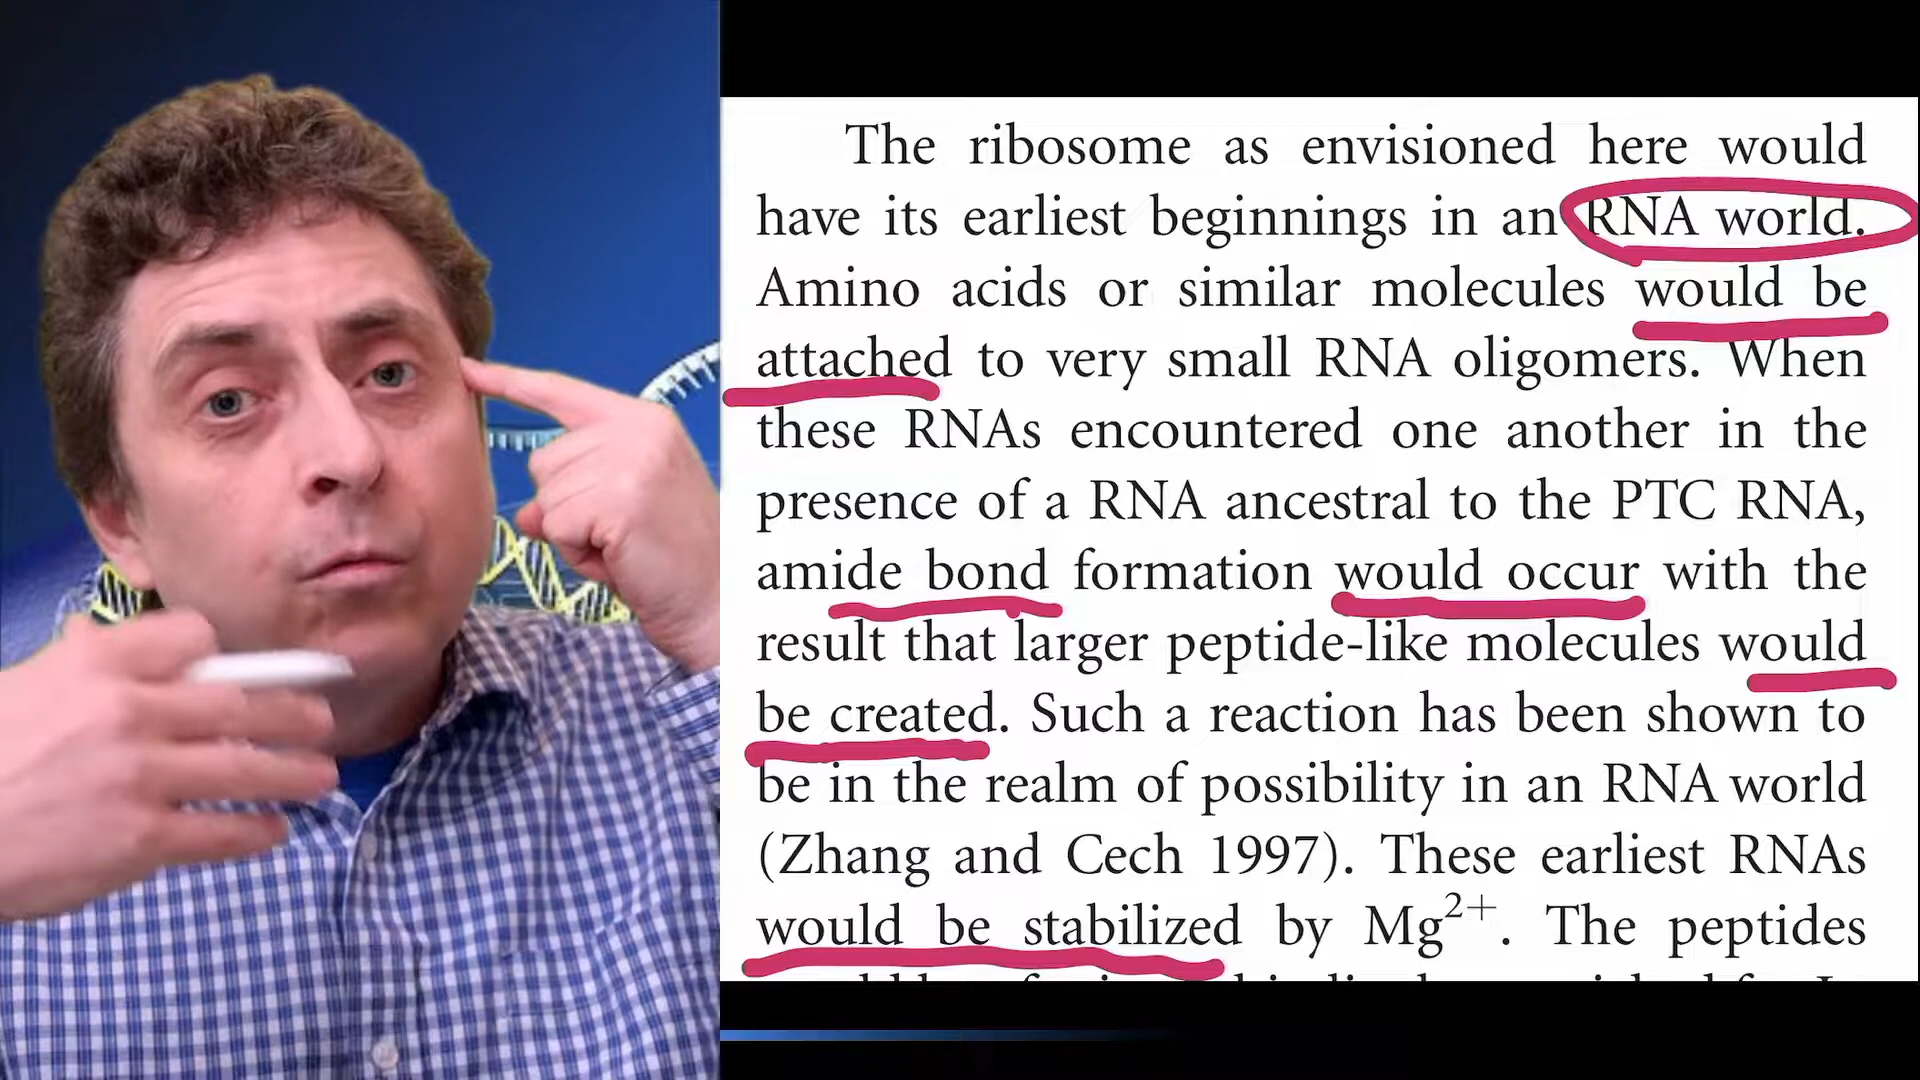 The ribosome as envisioned here would
have its earliest beginnings in an RNA world.
Amino acids or similar molecules would be
attached to very small RNA oligomers. When
these RNAs encountered one another in the
presence of a RNA ancestral to the PTC RNA,
amide bond formation would occur with the
result that larger peptide-like molecules would
be created. Such a reaction has been shown to
be in the realm of possibility in an RNA world
(Zhang and Cech 1997). These earliest RNAs
would be stabilized by Mg²⁺. The peptides